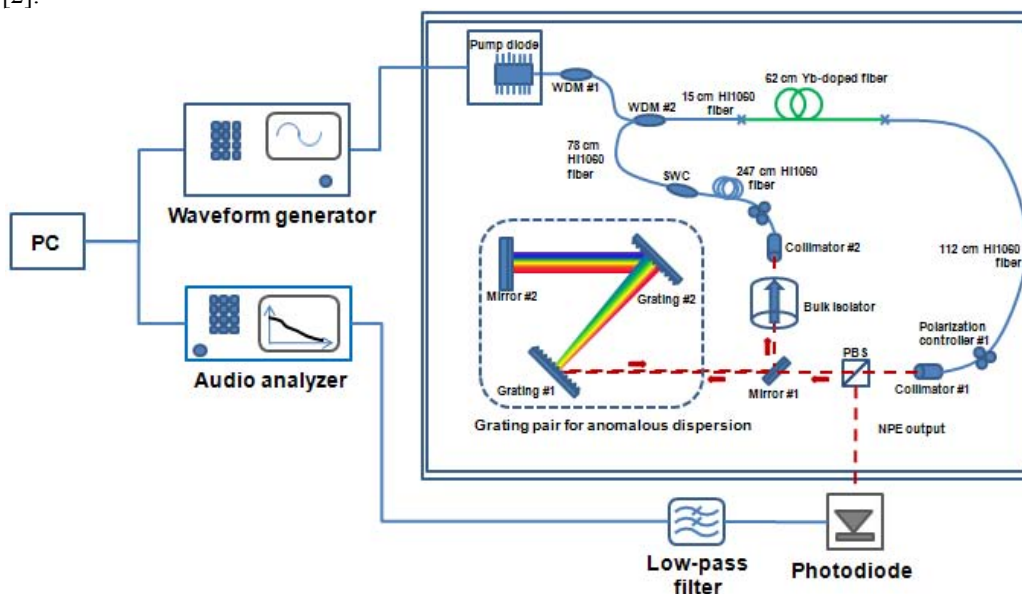 [2].
Pump diode
WDM #1
WDM #2
15 cm HI1060
fiber
62 cm Yb-doped fiber
78 cm
HI1060
fiber
SWC
247 cm HI1060
fiber
Waveform generator
PC
Collimator #2
112 cm HI1060
fiber
Mirror #2
Grating #2
Bulk isolator
Polarization
controller #1
PBS
Audio analyzer
Grating #1
Mirror #1
Collimator #1
Grating pair for anomalous dispersion
NPE output
Low-pass
filter
Photodiode